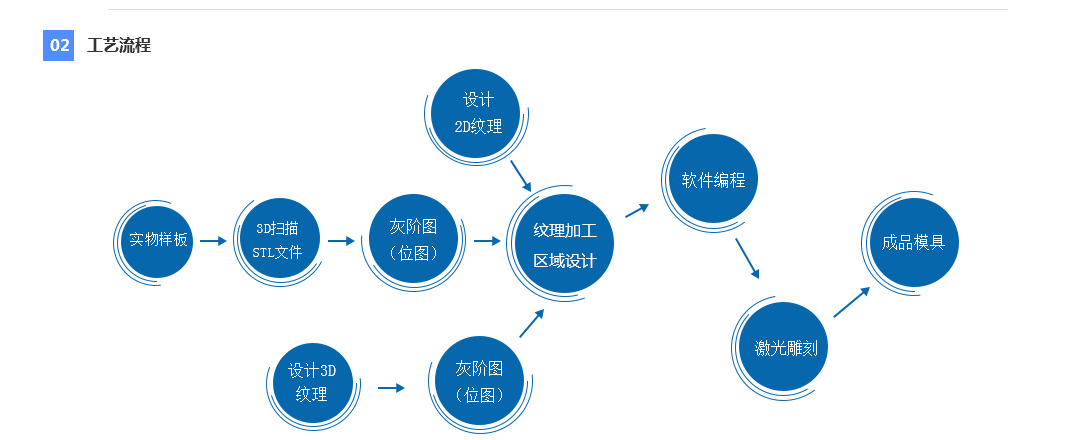 02 工艺流程
设计
2D纹理
软件编程
实物样板
3D扫描
STL文件
灰阶图
（位图）
纹理加工
区域设计
成品模具
设计3D
纹理
灰阶图
（位图）
激光雕刻